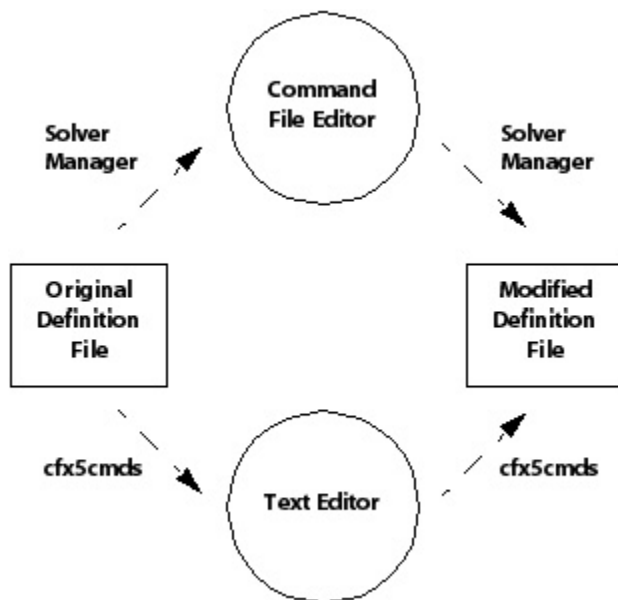 Command
File Editor
Solver
Manager
Solver
Manager
Original
Definition
File
Modified
Definition
File
cfx5cmds
Text Editor
cfx5cmds